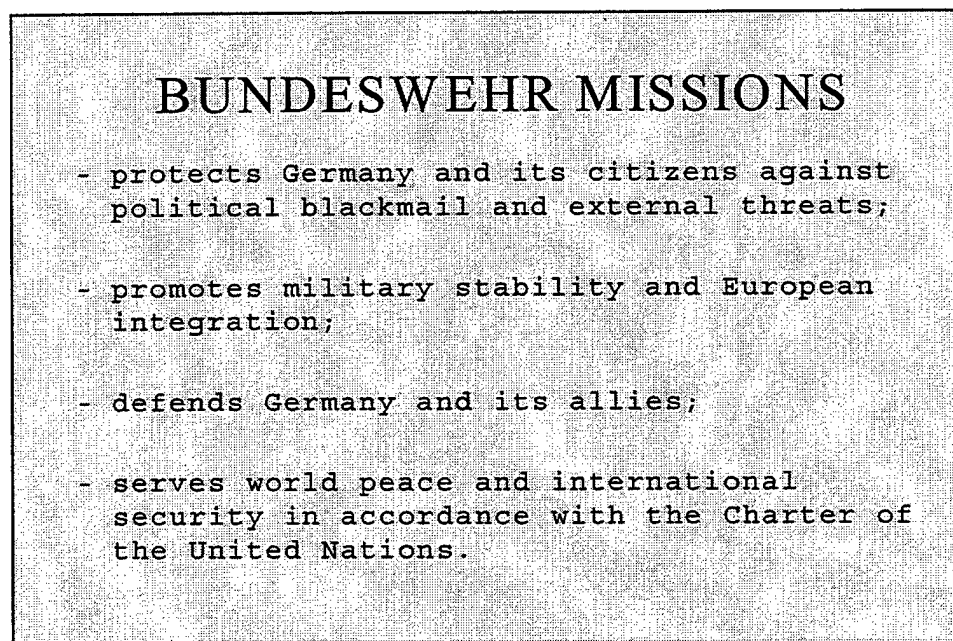 BUNDESWEHR MISSIONS
- protects Germany and its citizens against
political blackmail and external threats;
- promotes military stability and European
integration;
- defends Germany and its allies;
- serves world peace and international
security in accordance with the Charter of
the United Nations.